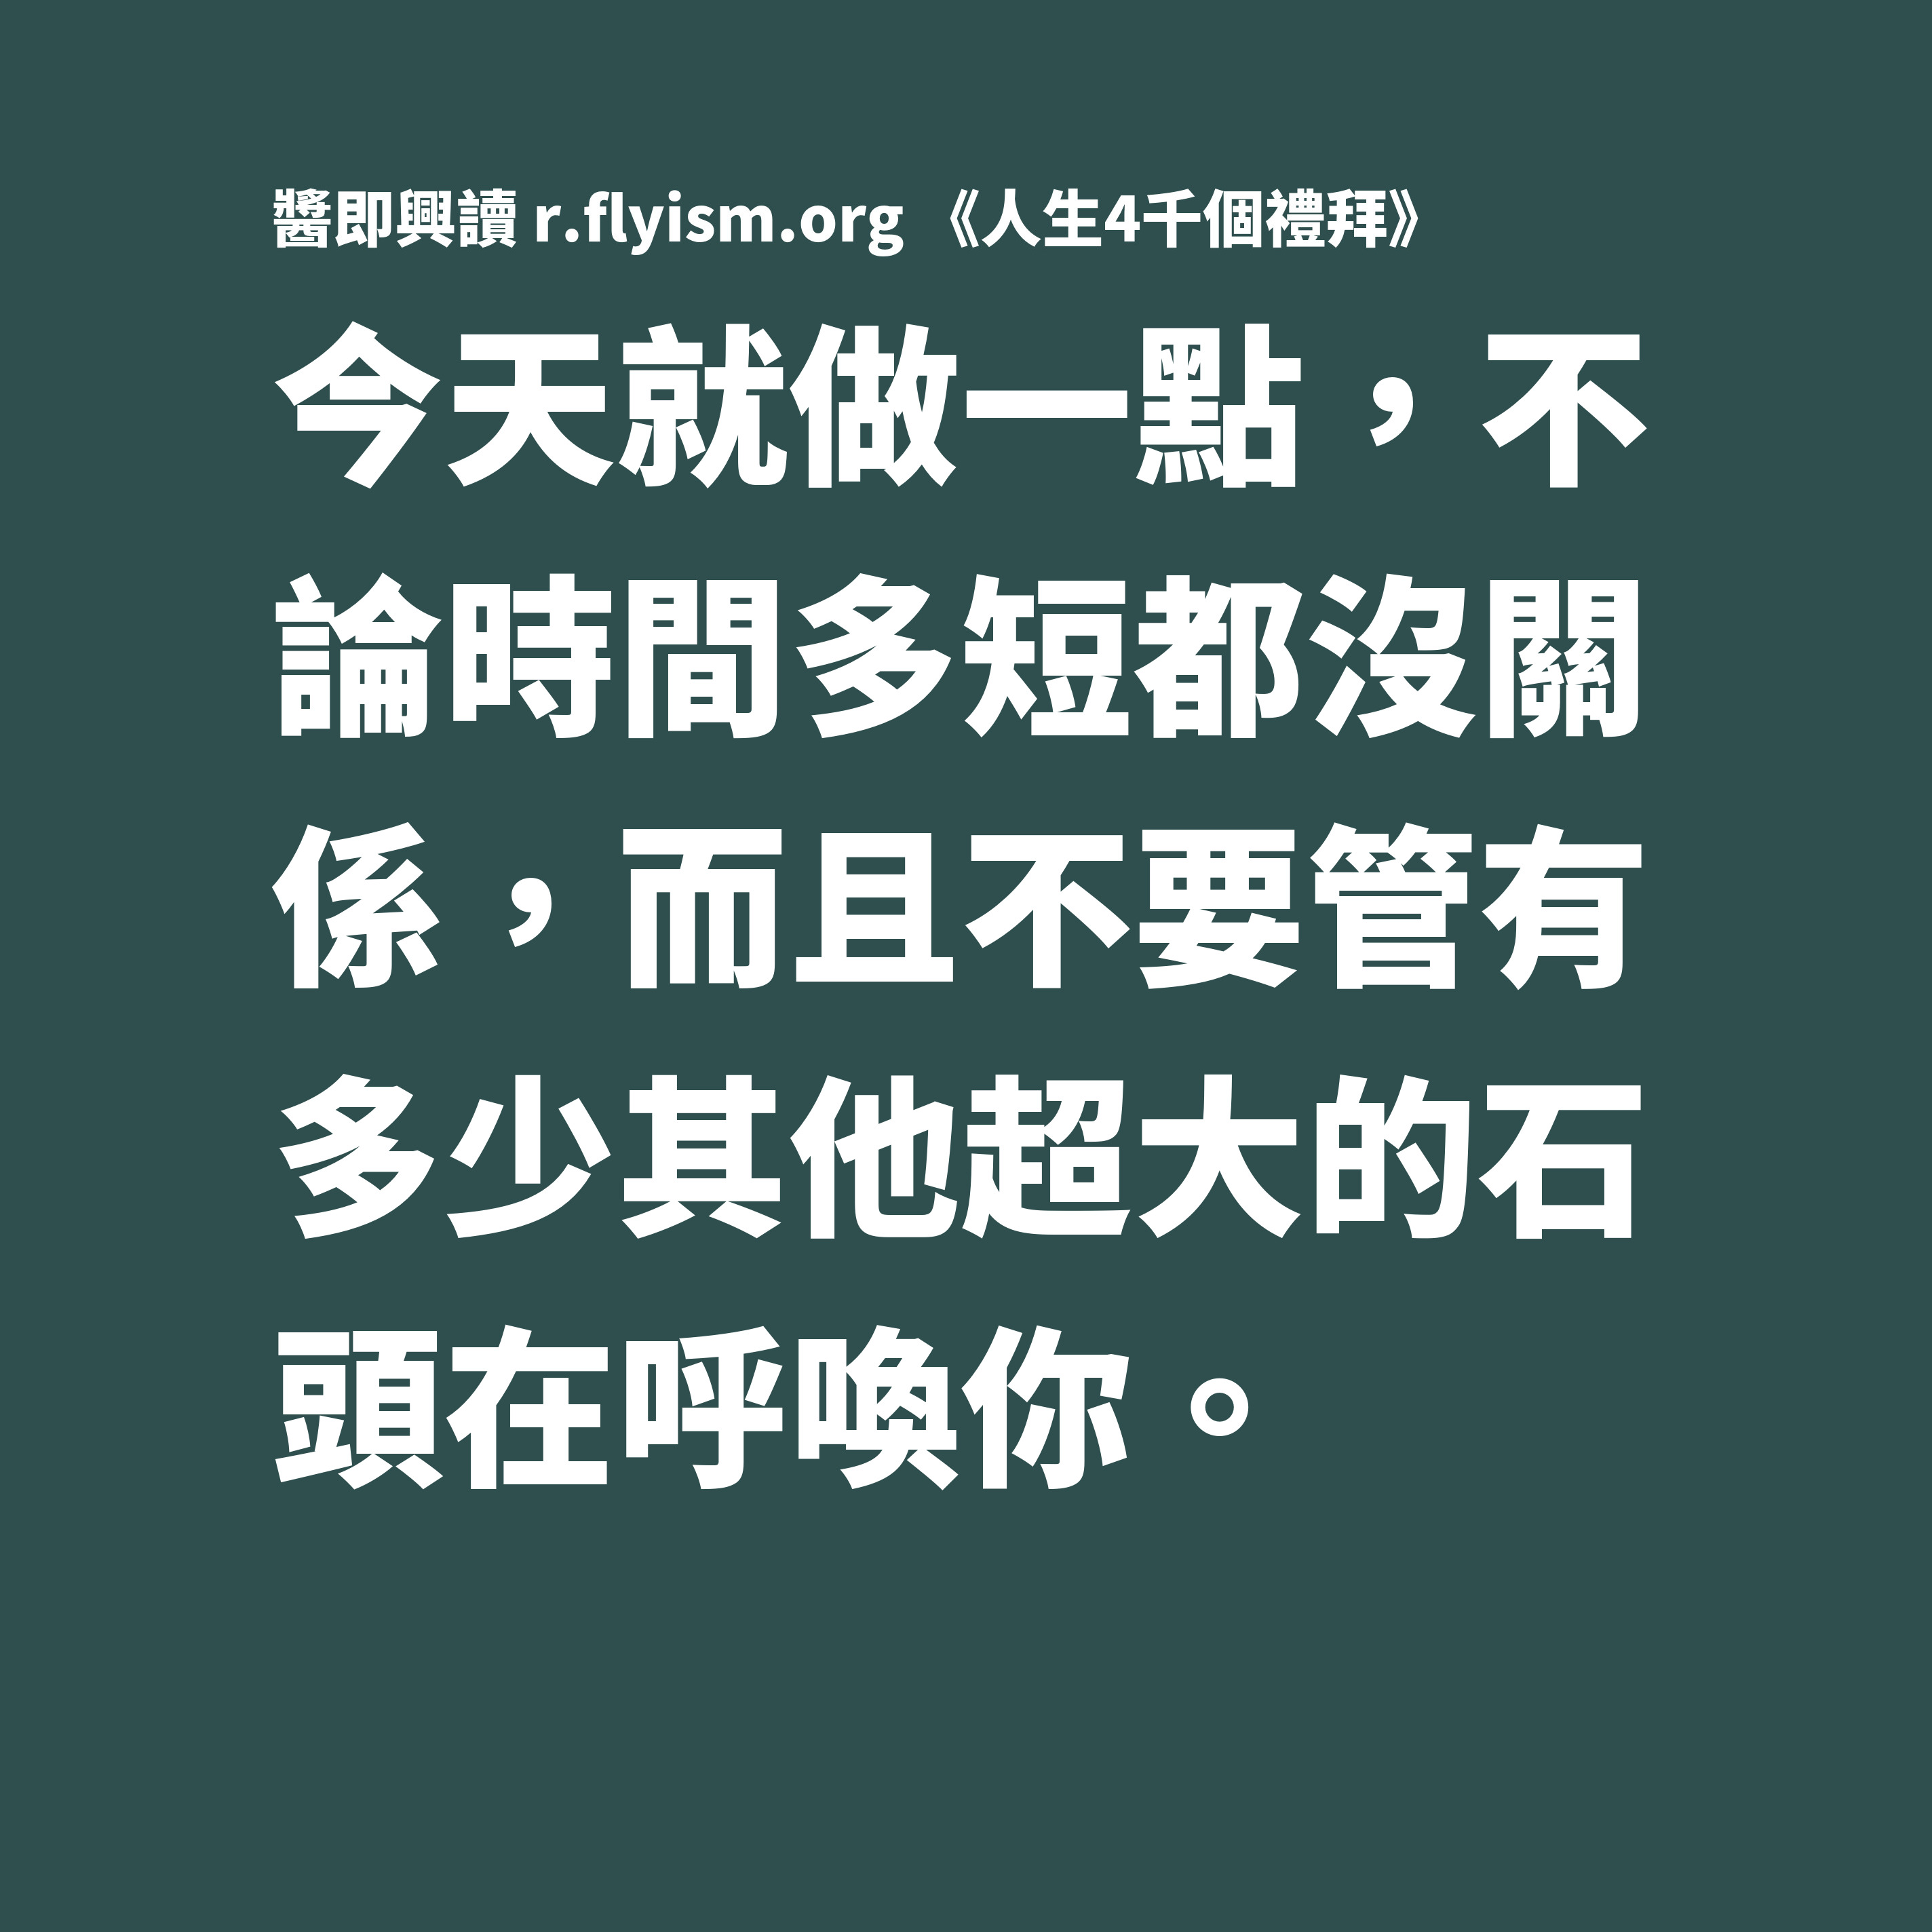 醫即個讀 r.flyism.org 《人生4千個禮拜》
今天就做一點，不
論時間多短都沒關
係，而且不要管有
多少其他超大的石
頭在呼喚你。